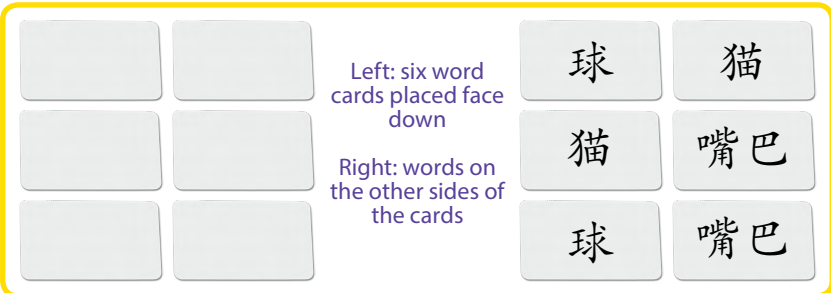 Left: six word
cards placed face
down
Right: words on
the other sides of
the cards
球 猫
猫 嘴巴
球 嘴巴